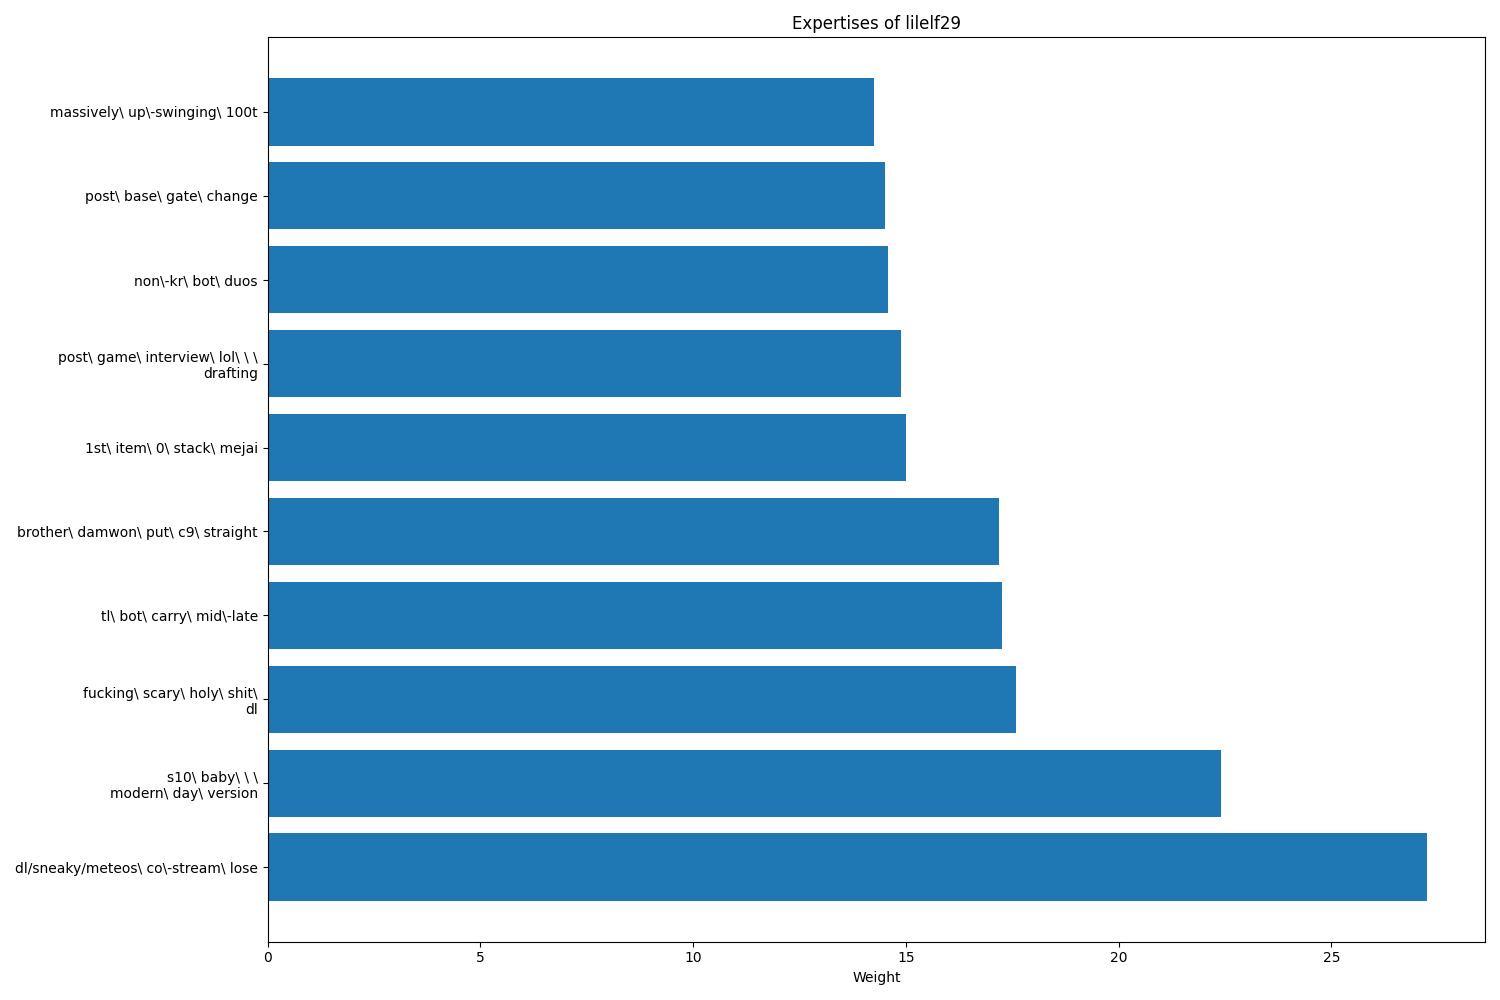 Expertises of lilelf29
massively\ up\-swinging\ 100t
post\ base\ gate\ change
non\-kr\ bot\ duos
post\ game\ interview\ lol\ \ \
drafting
1st\ item\ 0\ stack\ mejai
brother\ damwon\ put\ c9\ straight
tl\ bot\ carry\ mid\-late
fucking\ scary\ holy\ shit\
dl
s10\ baby\ \ \
modern\ day\ version
dl/sneaky/meteos\ co\-stream\ lose
0 5 10 15 20 25
Weight